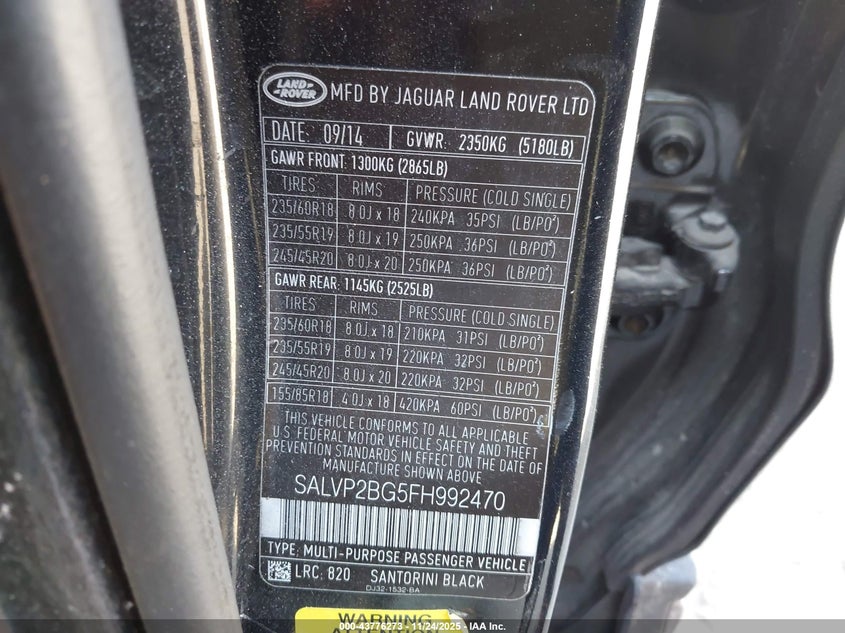 LAND-
ROVER
MFD BY JAGUAR LAND ROVER LTD
DATE: 09/14 GVWR: 2350KG (5180LB)
GAWR FRONT: 1300KG (2865LB)
TIRES RIMS PRESSURE (COLD SINGLE)
235/60R18 8.0J x 18 240KPA 35PSI (LB/PO²)
235/55R19 8.0J x 19 250KPA 36PSI (LB/PO²)
245/45R20 8.0J x 20 250KPA 36PSI (LB/PO²)
GAWR REAR: 1145KG (2525LB)
TIRES RIMS PRESSURE (COLD SINGLE)
235/60R18 8.0J x 18 210KPA 31PSI (LB/PO²)
235/55R19 8.0J x 19 220KPA 32PSI (LB/PO²)
245/45R20 8.0J x 20 220KPA 32PSI (LB/PO²)
155/85R18 4.0J x 18 420KPA 60PSI (LB/PO²)
THIS VEHICLE CONFORMS TO ALL APPLICABLE
U.S. FEDERAL MOTOR VEHICLE SAFETY AND THEFT
PREVENTION STANDARDS IN EFFECT ON THE DATE OF
MANUFACTURE SHOWN ABOVE
SALVP2BG5FH992470
TYPE: MULTI-PURPOSE PASSENGER VEHICLE
LRC: 820 SANTORINI BLACK
DJ32-1532-BA
WARNING
ATTENTION
© 00-43776273 - 11/24/2025 - IAA Inc.